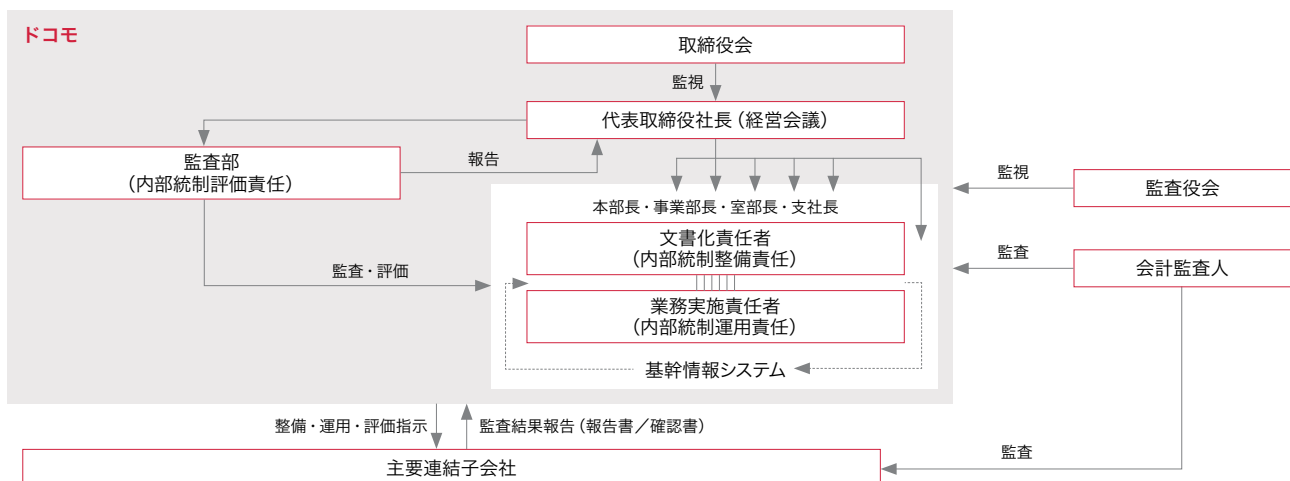 ドコモ
取締役会
監視
代表取締役社長（経営会議）
監査部
（内部統制評価責任）
報告
本部長・事業部長・室部長・支社長
文書化責任者
（内部統制整備責任）
監査・評価
業務実施責任者
（内部統制運用責任）
基幹情報システム
監視
監査役会
監査
会計監査人
整備・運用・評価指示
監査結果報告（報告書／確認書）
主要連結子会社
監査